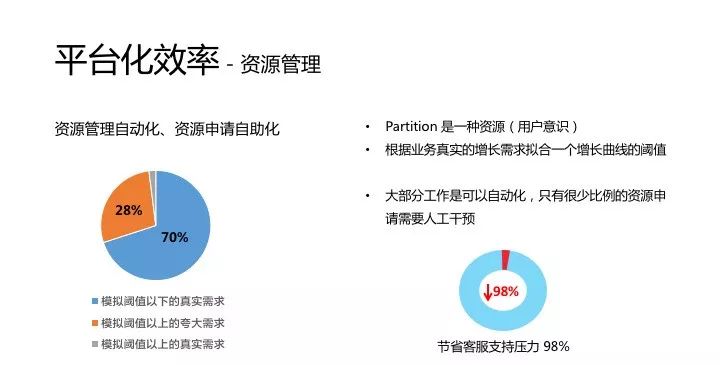 平台化效率 - 资源管理
资源管理自动化、资源申请自助化
28%
70%
模拟阈值以下的真实需求
模拟阈值以上的夸大需求
模拟阈值以上的真实需求
• Partition 是一种资源（用户意识）
• 根据业务真实的增长需求拟合一个增长曲线的阈值
• 大部分工作是可以自动化，只有很少比例的资源申
请需要人工干预
↓98%
节省客服支持压力 98%